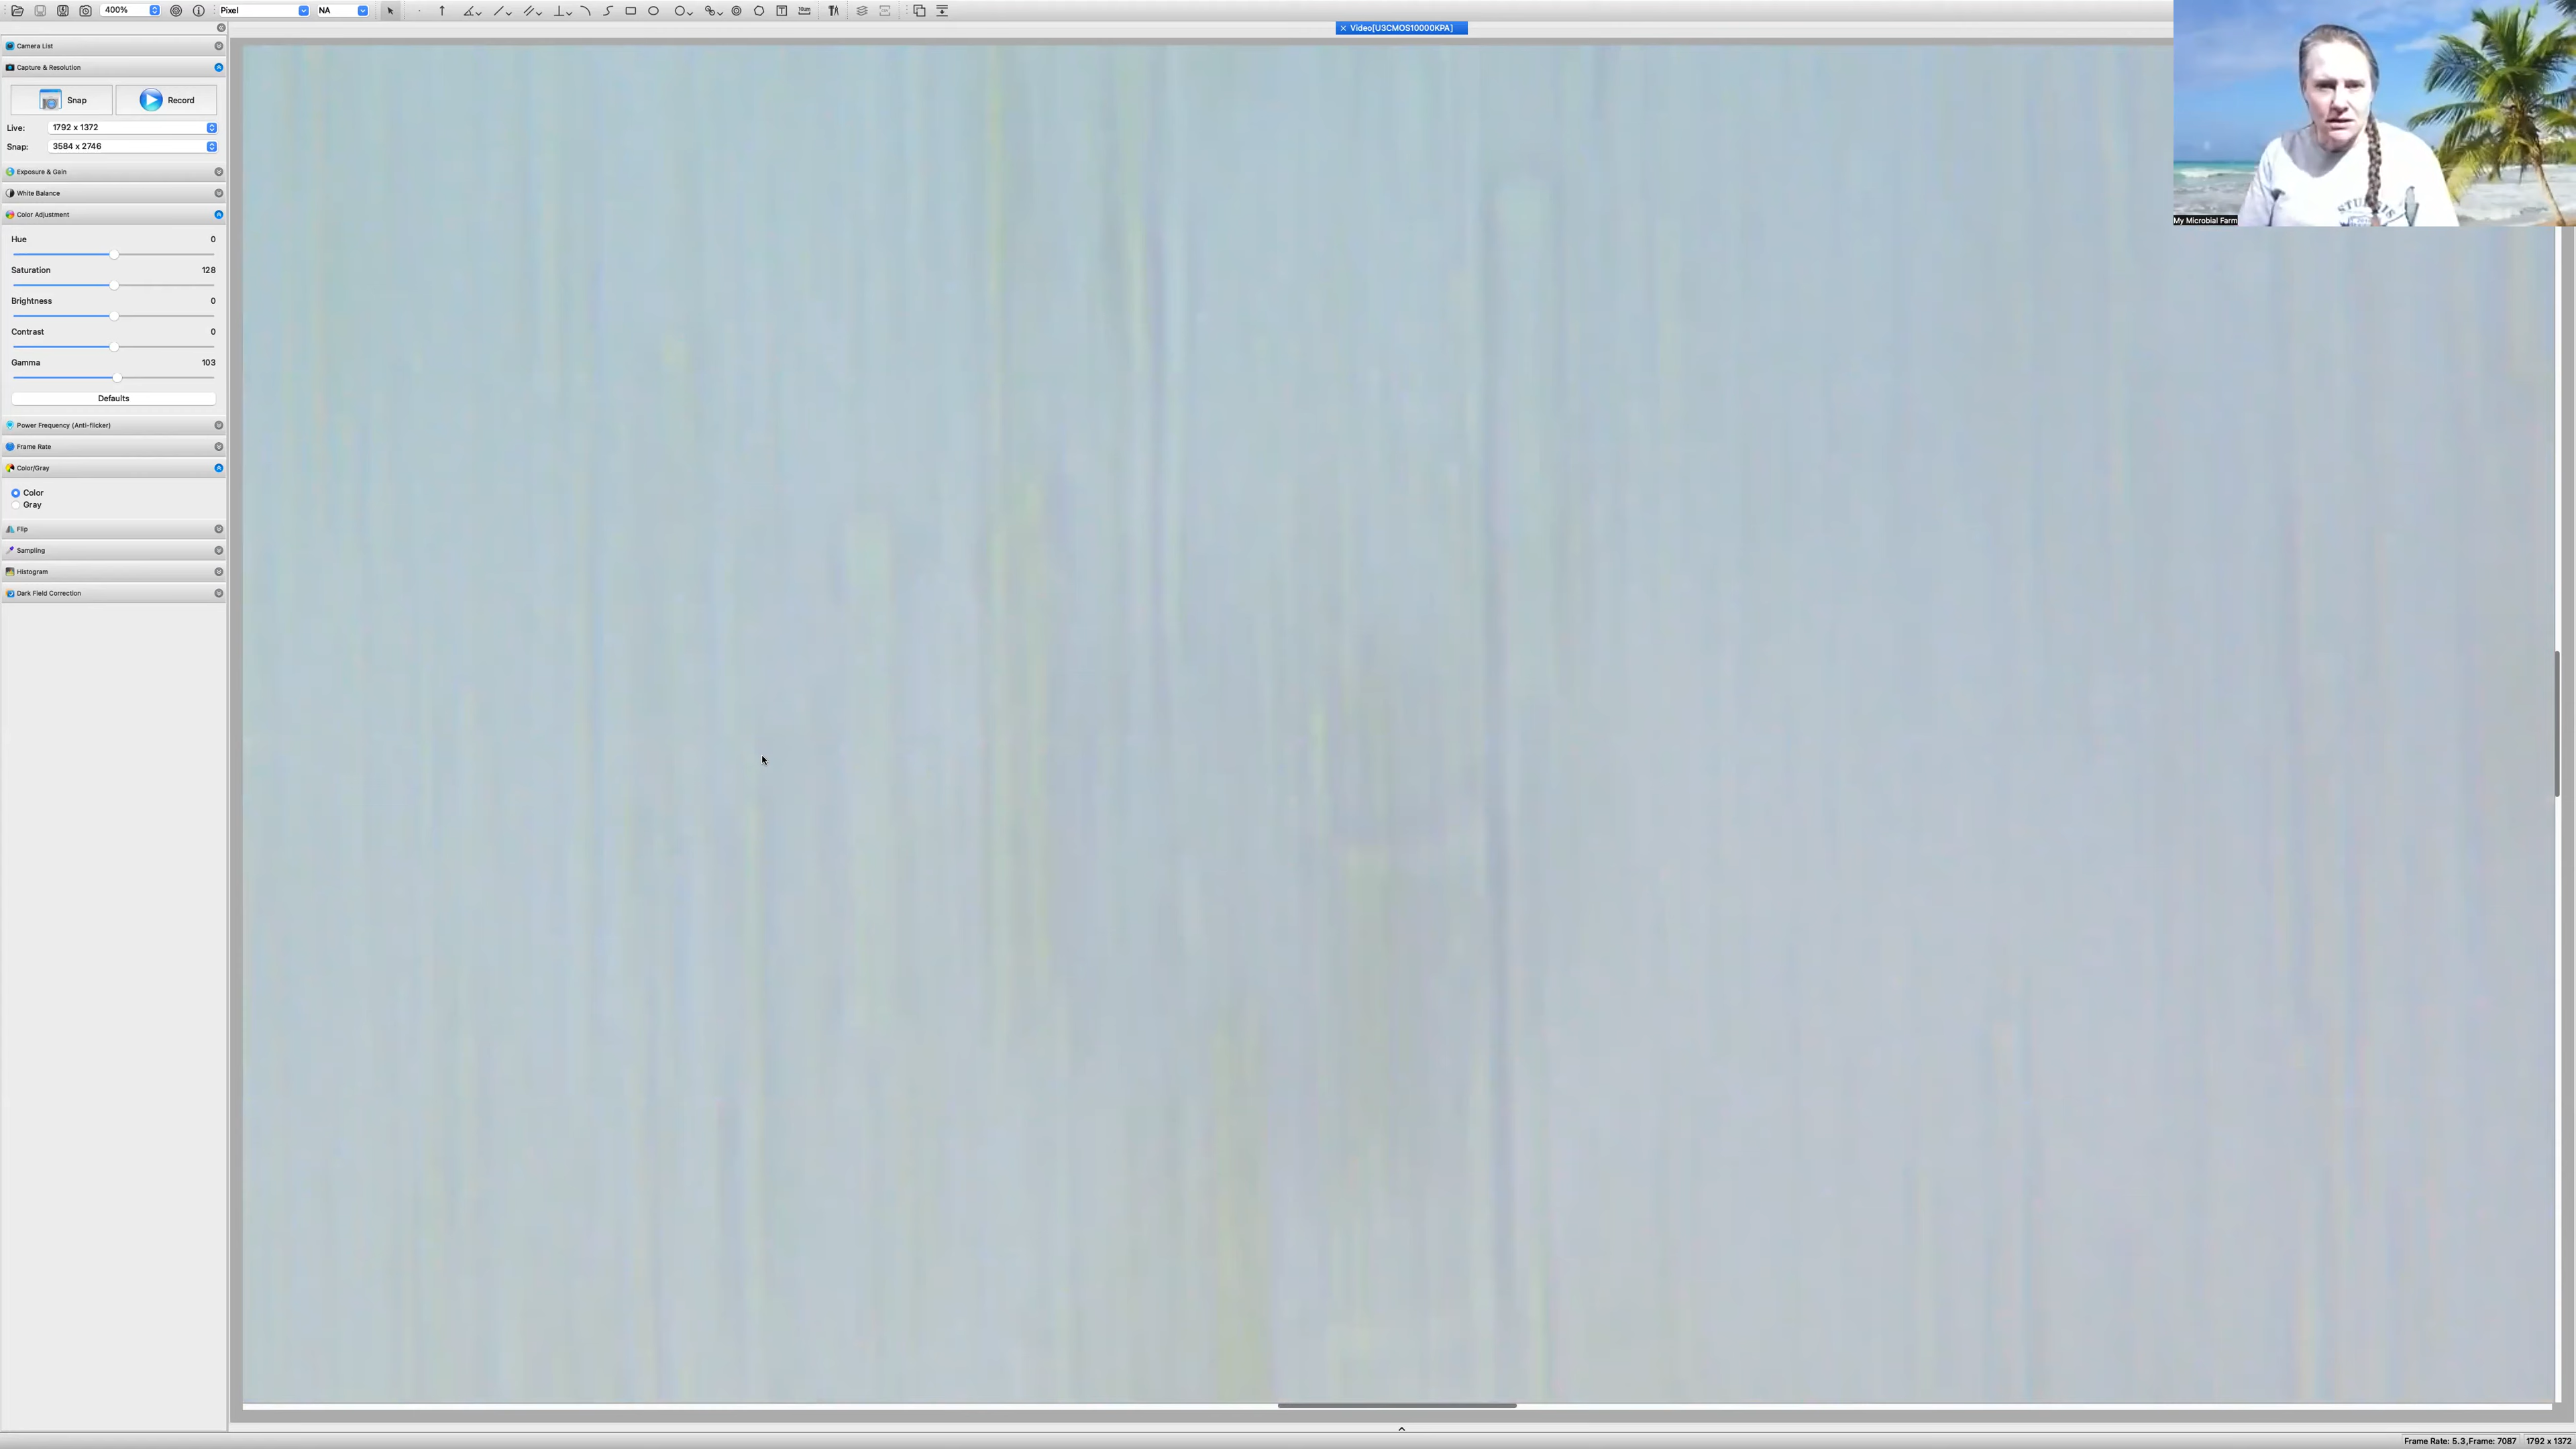 400%
Pixel
NA
10um
Video[U3CMOS10000KPA]
Camera List
Capture & Resolution
Snap
Record
Live:
1792 x 1372
Snap:
3584 x 2746
Exposure & Gain
White Balance
Color Adjustment
Hue
0
Saturation
128
Brightness
0
Contrast
0
Gamma
103
Defaults
Power Frequency (Anti-flicker)
Frame Rate
Color/Gray
Color
Gray
Flip
Sampling
Histogram
Dark Field Correction
My Microbial Farm
STURGIS
Frame Rate: 5.3,Frame: 7087
1792 x 1372